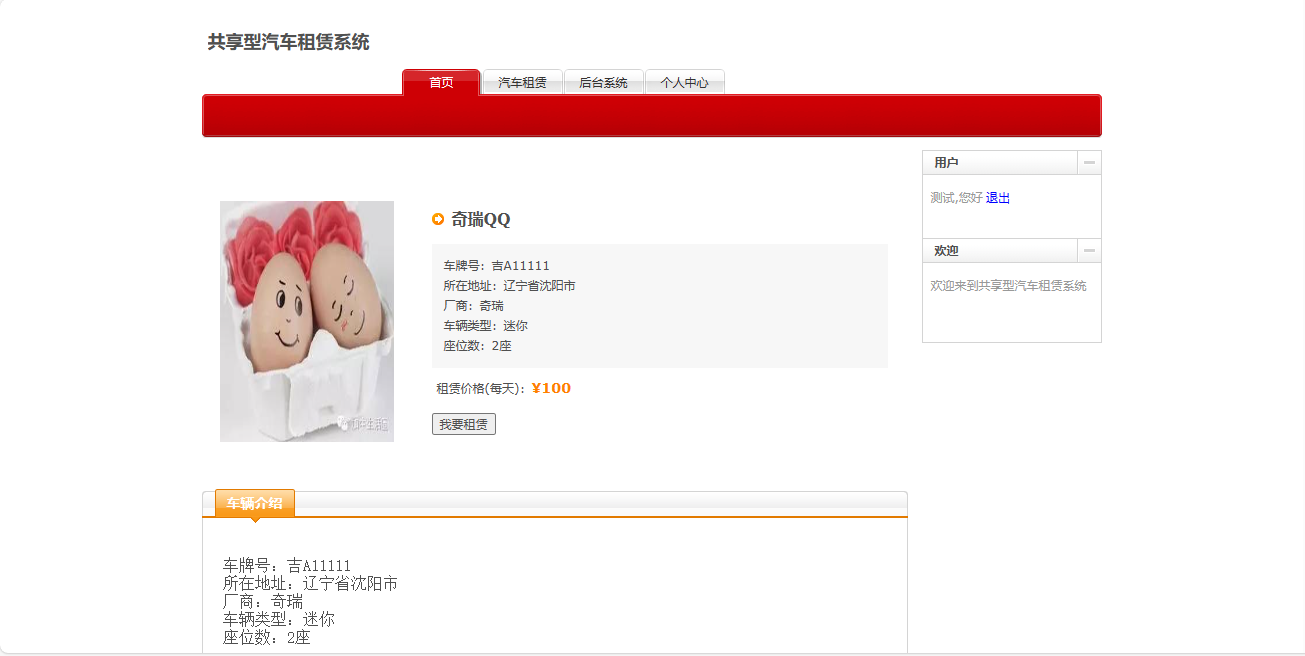 共享型汽车租赁系统
首页
汽车租赁
后台系统
个人中心
用户
测试,您好 退出
欢迎
欢迎来到共享型汽车租赁系统
奇瑞QQ
车牌号：吉A11111
所在地址：辽宁省沈阳市
厂商：奇瑞
车辆类型：迷你
座位数：2座
租赁价格(每天)：¥100
我要租赁
车辆介绍
车牌号：吉A11111
所在地址：辽宁省沈阳市
厂商：奇瑞
车辆类型：迷你
座位数：2座